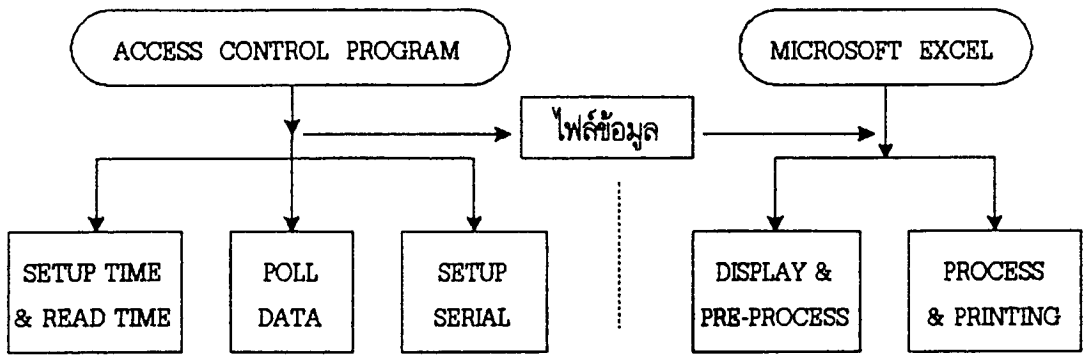 ACCESS CONTROL PROGRAM
MICROSOFT EXCEL
ไฟล์ข้อมูล
SETUP TIME
& READ TIME
POLL
DATA
SETUP
SERIAL
DISPLAY &
PRE-PROCESS
PROCESS
& PRINTING